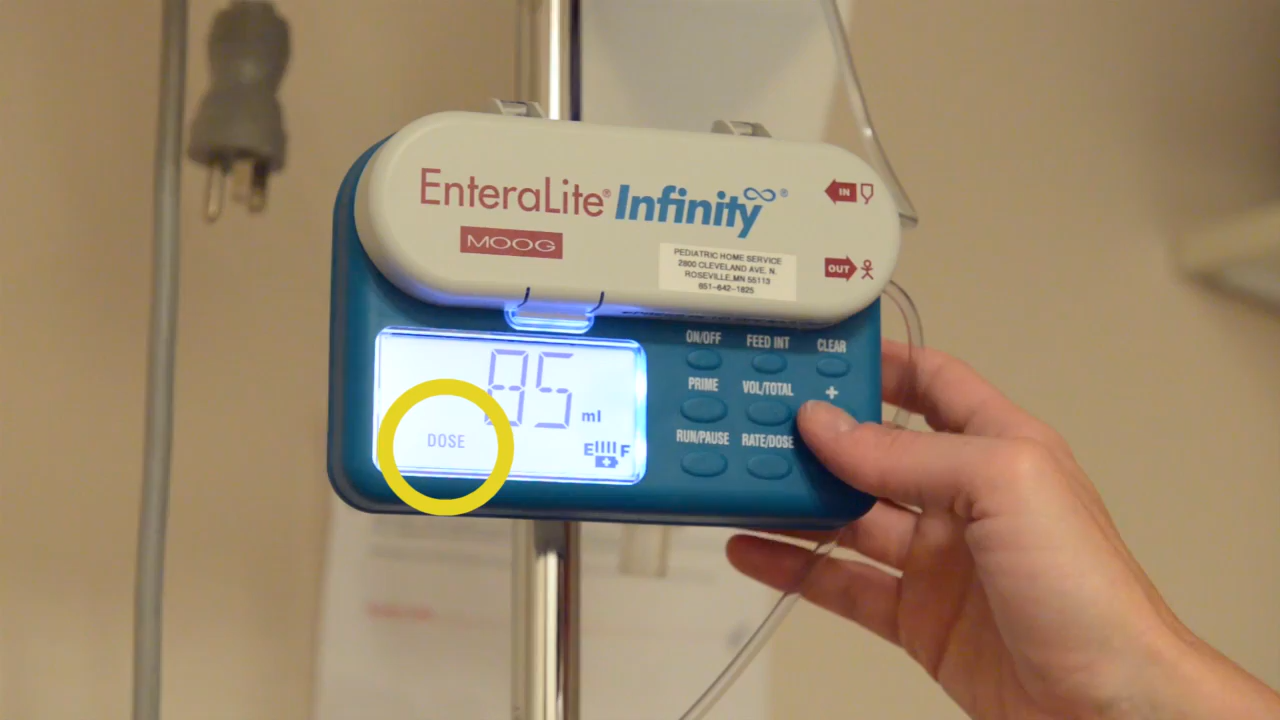 EnteraLite® Infinity®
MOOG
PEDIATRIC HOME SERVICE
2800 CLEVELAND AVE. N.
ROSEVILLE, MN 55113
651-642-1825
IN
OUT
85 ml
DOSE
E F
ON/OFF FEED INT CLEAR
PRIME VOL/TOTAL +
RUN/PAUSE RATE/DOSE